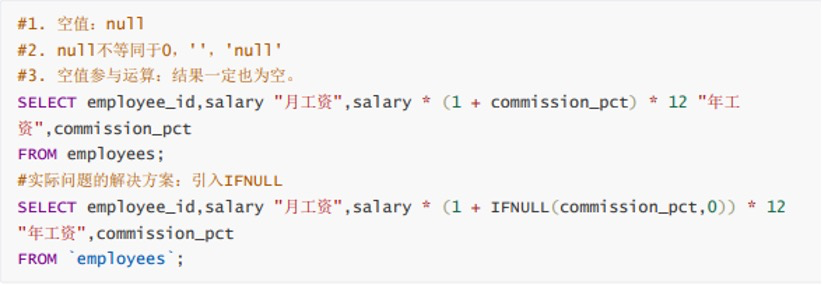 #1. 空值：null
#2. null不等同于0，''，'null'
#3. 空值参与运算：结果一定也为空。
SELECT employee_id,salary "月工资",salary * (1 + commission_pct) * 12 "年工
资",commission_pct
FROM employees;
#实际问题的解决方案：引入IFNULL
SELECT employee_id,salary "月工资",salary * (1 + IFNULL(commission_pct,0)) * 12
"年工资",commission_pct
FROM `employees`;